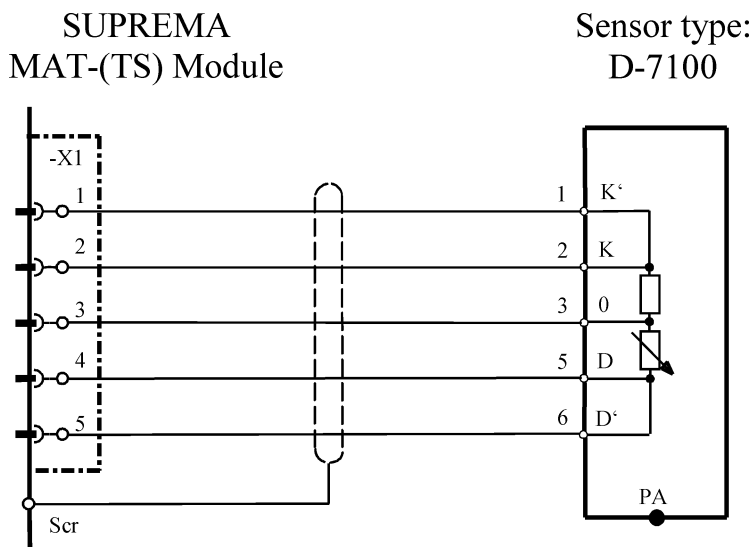 SUPREMA
MAT-(TS) Module
Sensor type:
D-7100
-X1
1
1 K‘
2
2 K
3
3 0
4
5 D
5
6 D‘
PA
Scr